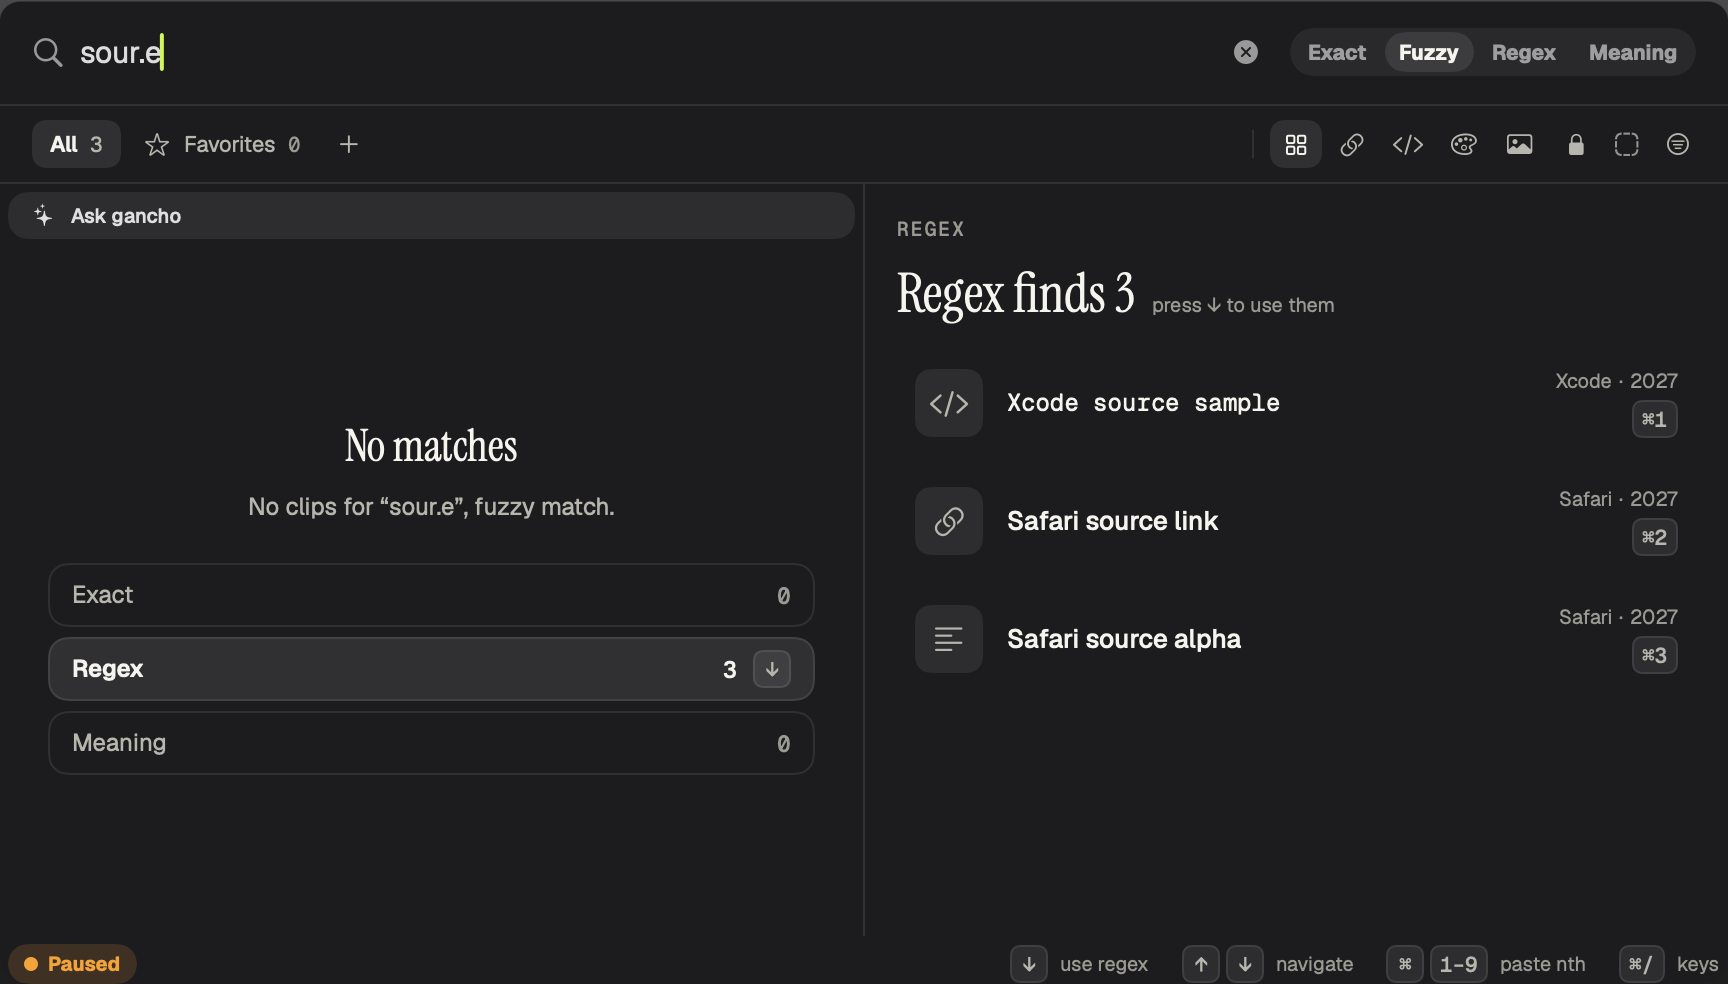 sour.e
Exact Fuzzy Regex Meaning
All 3 Favorites 0 +
Ask gancho
No matches
No clips for “sour.e”, fuzzy match.
Exact 0
Regex 3 ↓
Meaning 0
REGEX
Regex finds 3 press ↓ to use them
Xcode source sample
Xcode · 2027
⌘1
Safari source link
Safari · 2027
⌘2
Safari source alpha
Safari · 2027
⌘3
Paused
↓ use regex ↑ ↓ navigate ⌘ 1–9 paste nth ⌘/ keys